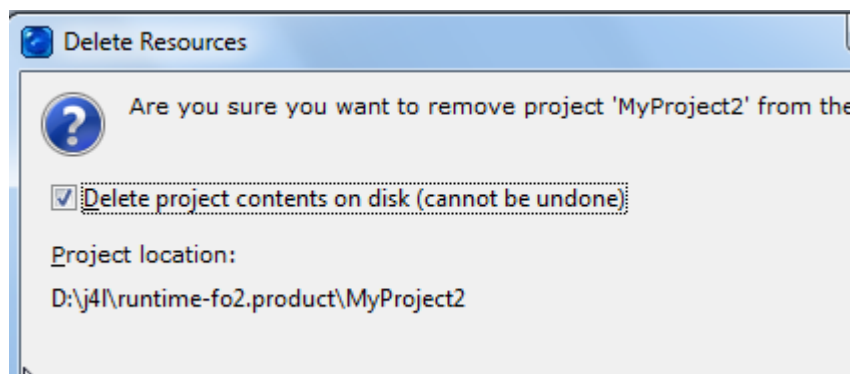 Delete Resources
Are you sure you want to remove project 'MyProject2' from the
Delete project contents on disk (cannot be undone)
Project location:
D:\j4l\runtime-fo2.product\MyProject2